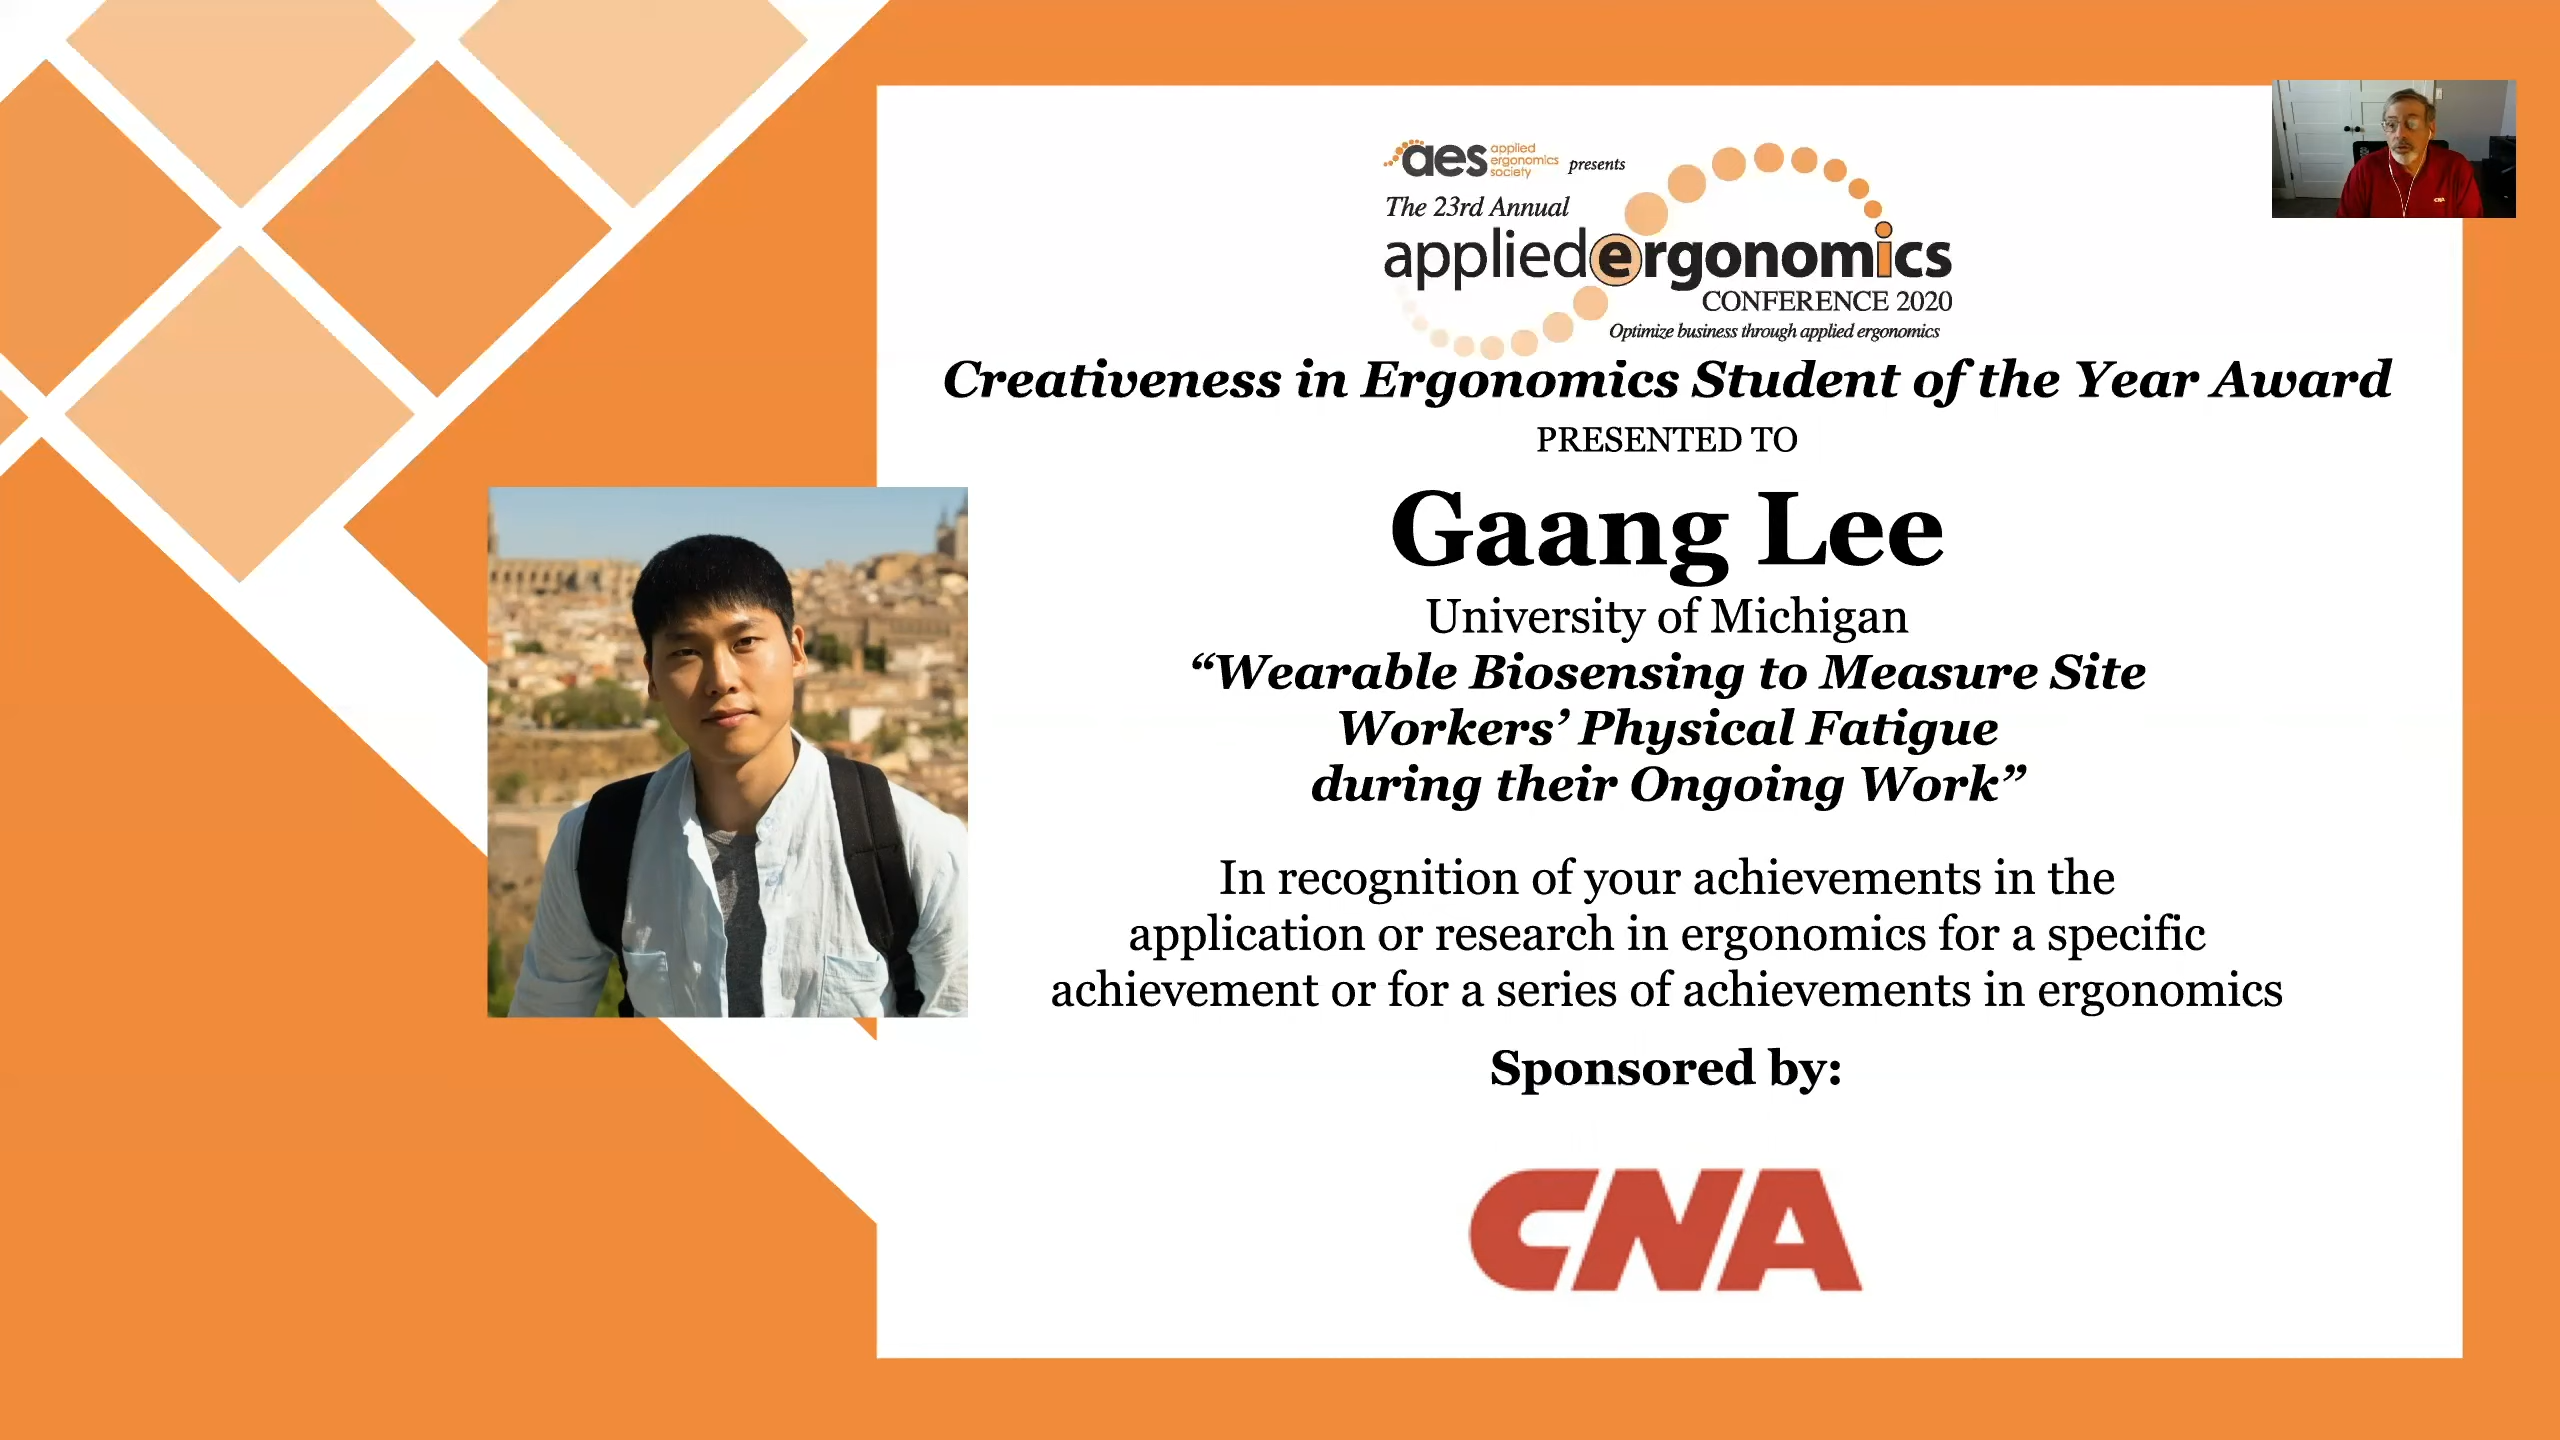 aes applied ergonomics society presents
The 23rd Annual
appliedergonomics
CONFERENCE 2020
Optimize business through applied ergonomics
Creativeness in Ergonomics Student of the Year Award
PRESENTED TO
Gaang Lee
University of Michigan
“Wearable Biosensing to Measure Site
Workers’ Physical Fatigue
during their Ongoing Work”
In recognition of your achievements in the
application or research in ergonomics for a specific
achievement or for a series of achievements in ergonomics
Sponsored by:
CNA
CNA